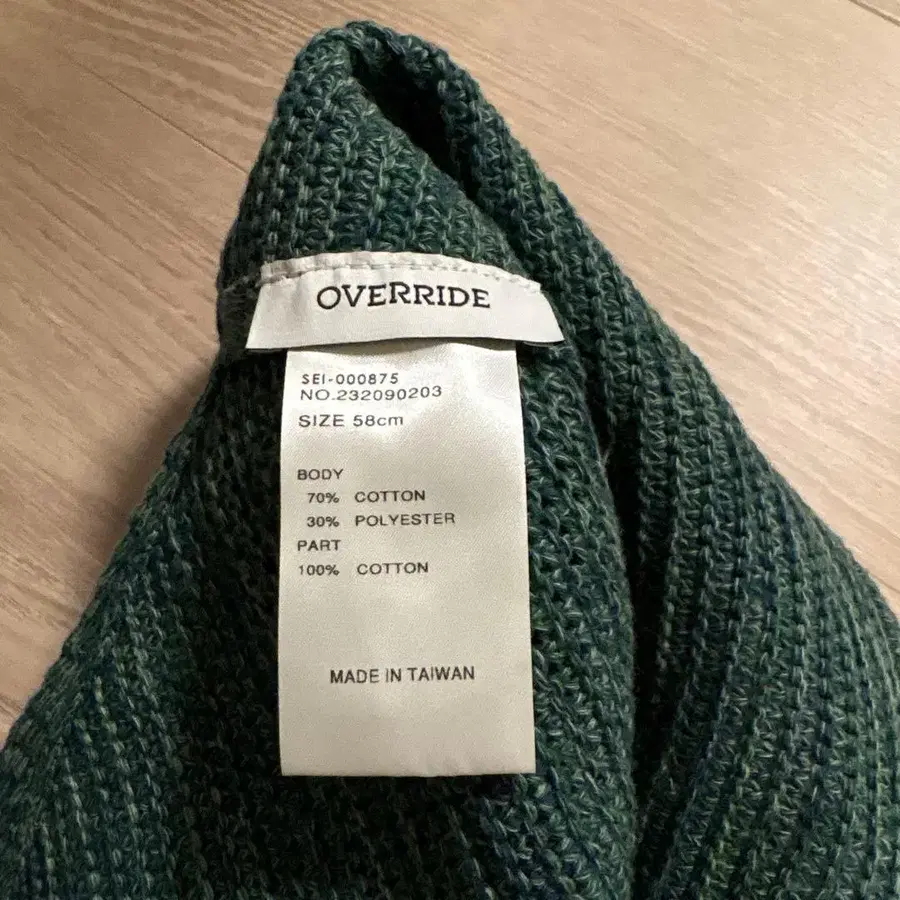 OVERRIDE
SEI-000875
NO.232090203
SIZE 58cm
BODY
70% COTTON
30% POLYESTER
PART
100% COTTON
MADE IN TAIWAN